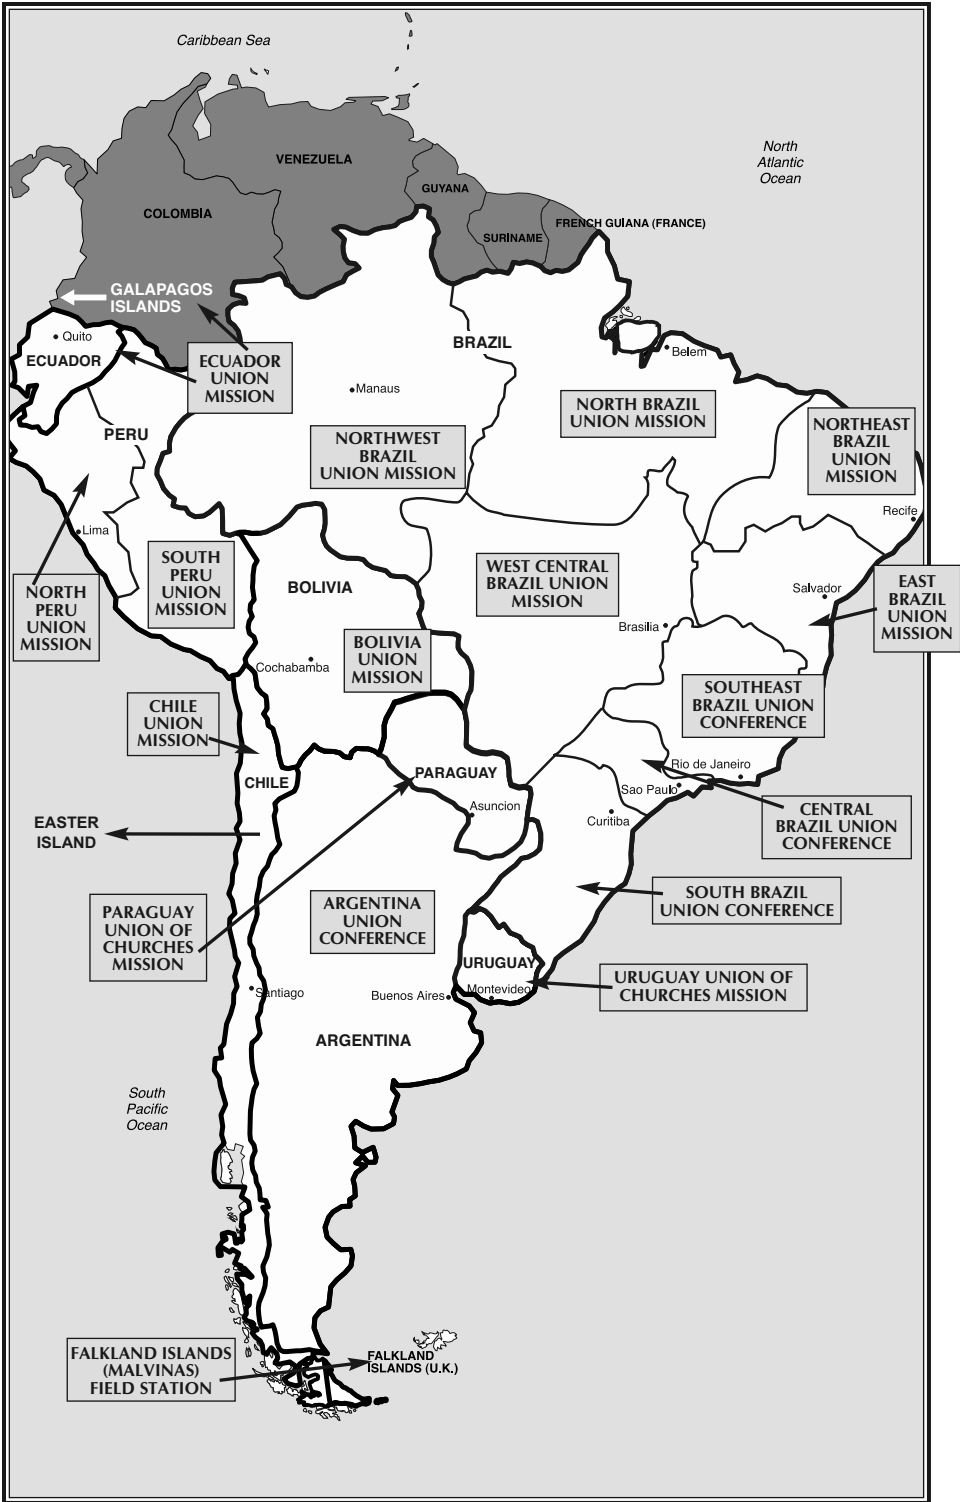 Caribbean Sea
North
Atlantic
Ocean
VENEZUELA
GUYANA
COLOMBIA
SURINAME
FRENCH GUIANA (FRANCE)
GALAPAGOS
ISLANDS
Quito
ECUADOR
ECUADOR
UNION
MISSION
BRAZIL
Belem
Manaus
NORTH BRAZIL
UNION MISSION
NORTHEAST
BRAZIL
UNION
MISSION
PERU
NORTHWEST
BRAZIL
UNION MISSION
Recife
Lima
SOUTH
PERU
UNION
MISSION
NORTH
PERU
UNION
MISSION
BOLIVIA
WEST CENTRAL
BRAZIL UNION
MISSION
Salvador
EAST
BRAZIL
UNION
MISSION
Brasilia
BOLIVIA
UNION
MISSION
Cochabamba
SOUTHEAST
BRAZIL UNION
CONFERENCE
CHILE
UNION
MISSION
CHILE
PARAGUAY
Asuncion
Rio de Janeiro
Sao Paulo
Curitiba
EASTER
ISLAND
CENTRAL
BRAZIL UNION
CONFERENCE
PARAGUAY
UNION OF
CHURCHES
MISSION
ARGENTINA
UNION
CONFERENCE
SOUTH BRAZIL
UNION CONFERENCE
URUGUAY
Montevideo
URUGUAY UNION OF
CHURCHES MISSION
Santiago
Buenos Aires
ARGENTINA
South
Pacific
Ocean
FALKLAND ISLANDS
(MALVINAS)
FIELD STATION
FALKLAND
ISLANDS (U.K.)